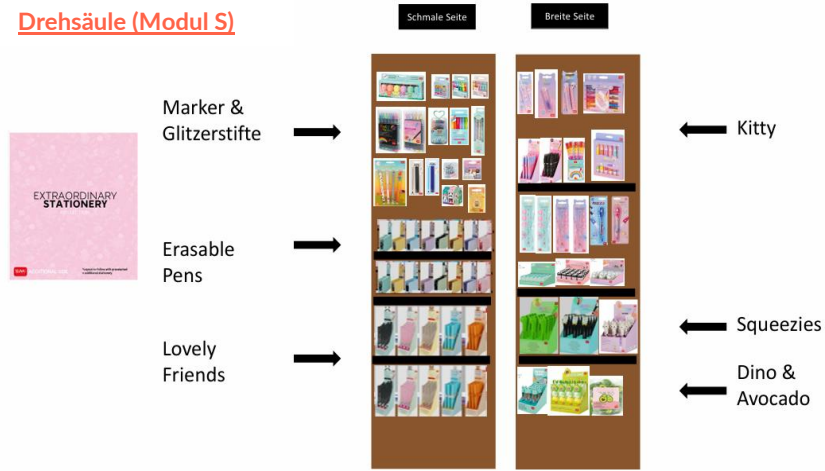 Drehsäule (Modul S)
Schmale Seite
Breite Seite
Marker &
Glitzerstifte
Kitty
EXTRAORDINARY
STATIONERY
Erasable
Pens
Lovely
Friends
Squeezies
Dino &
Avocado